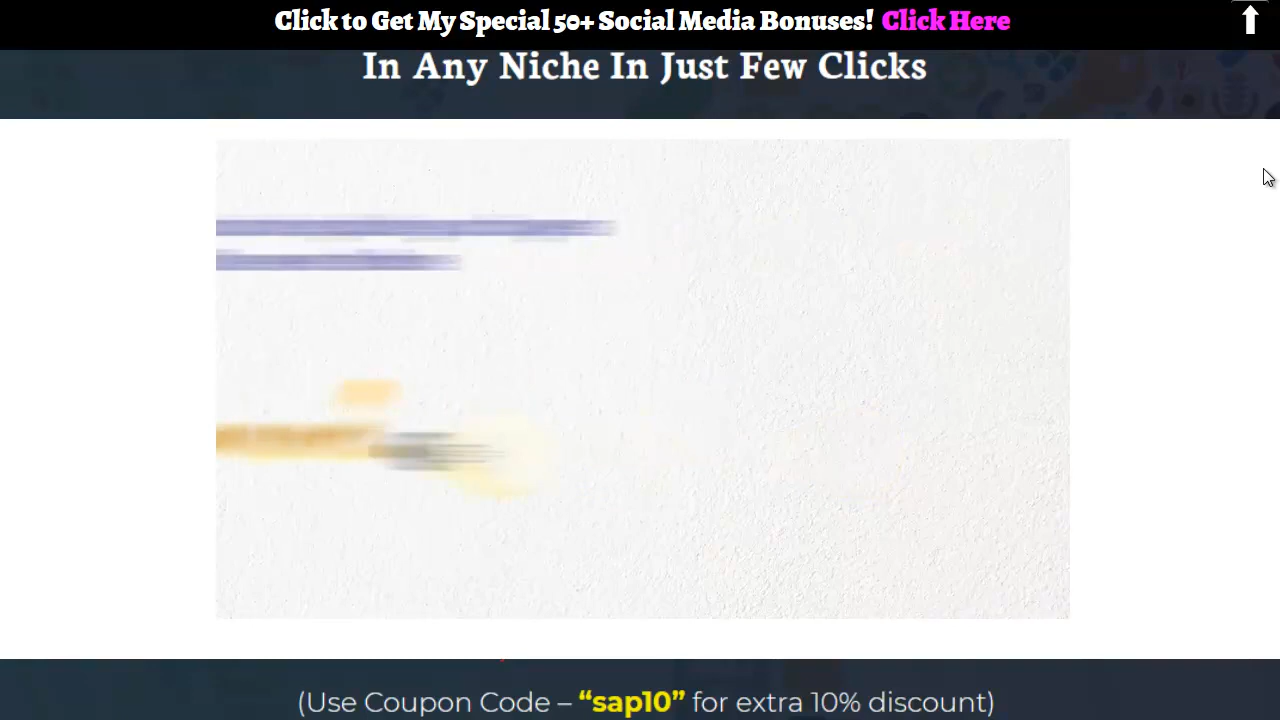 Click to Get My Special 50+ Social Media Bonuses! Click Here
In Any Niche In Just Few Clicks
(Use Coupon Code – “sap10” for extra 10% discount)